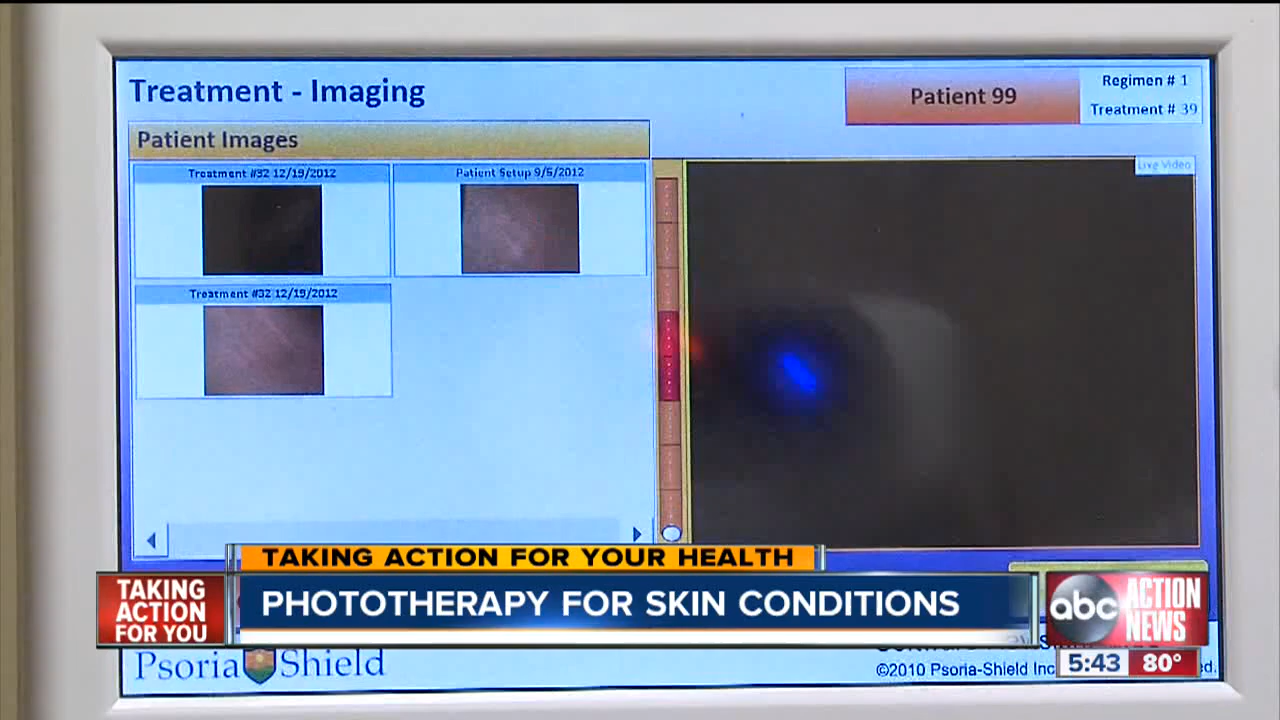 Treatment - Imaging
Patient 99
Regimen # 1
Treatment # 39
Patient Images
Live Video
Treatment #32 12/19/2012
Patient Setup 9/5/2012
Treatment #32 12/19/2012
TAKING ACTION FOR YOUR HEALTH
TAKING
ACTION
FOR YOU
PHOTOTHERAPY FOR SKIN CONDITIONS
abc
ACTION
NEWS
Psoria Shield
©2010 Psoria-Shield Inc
5:43 80°